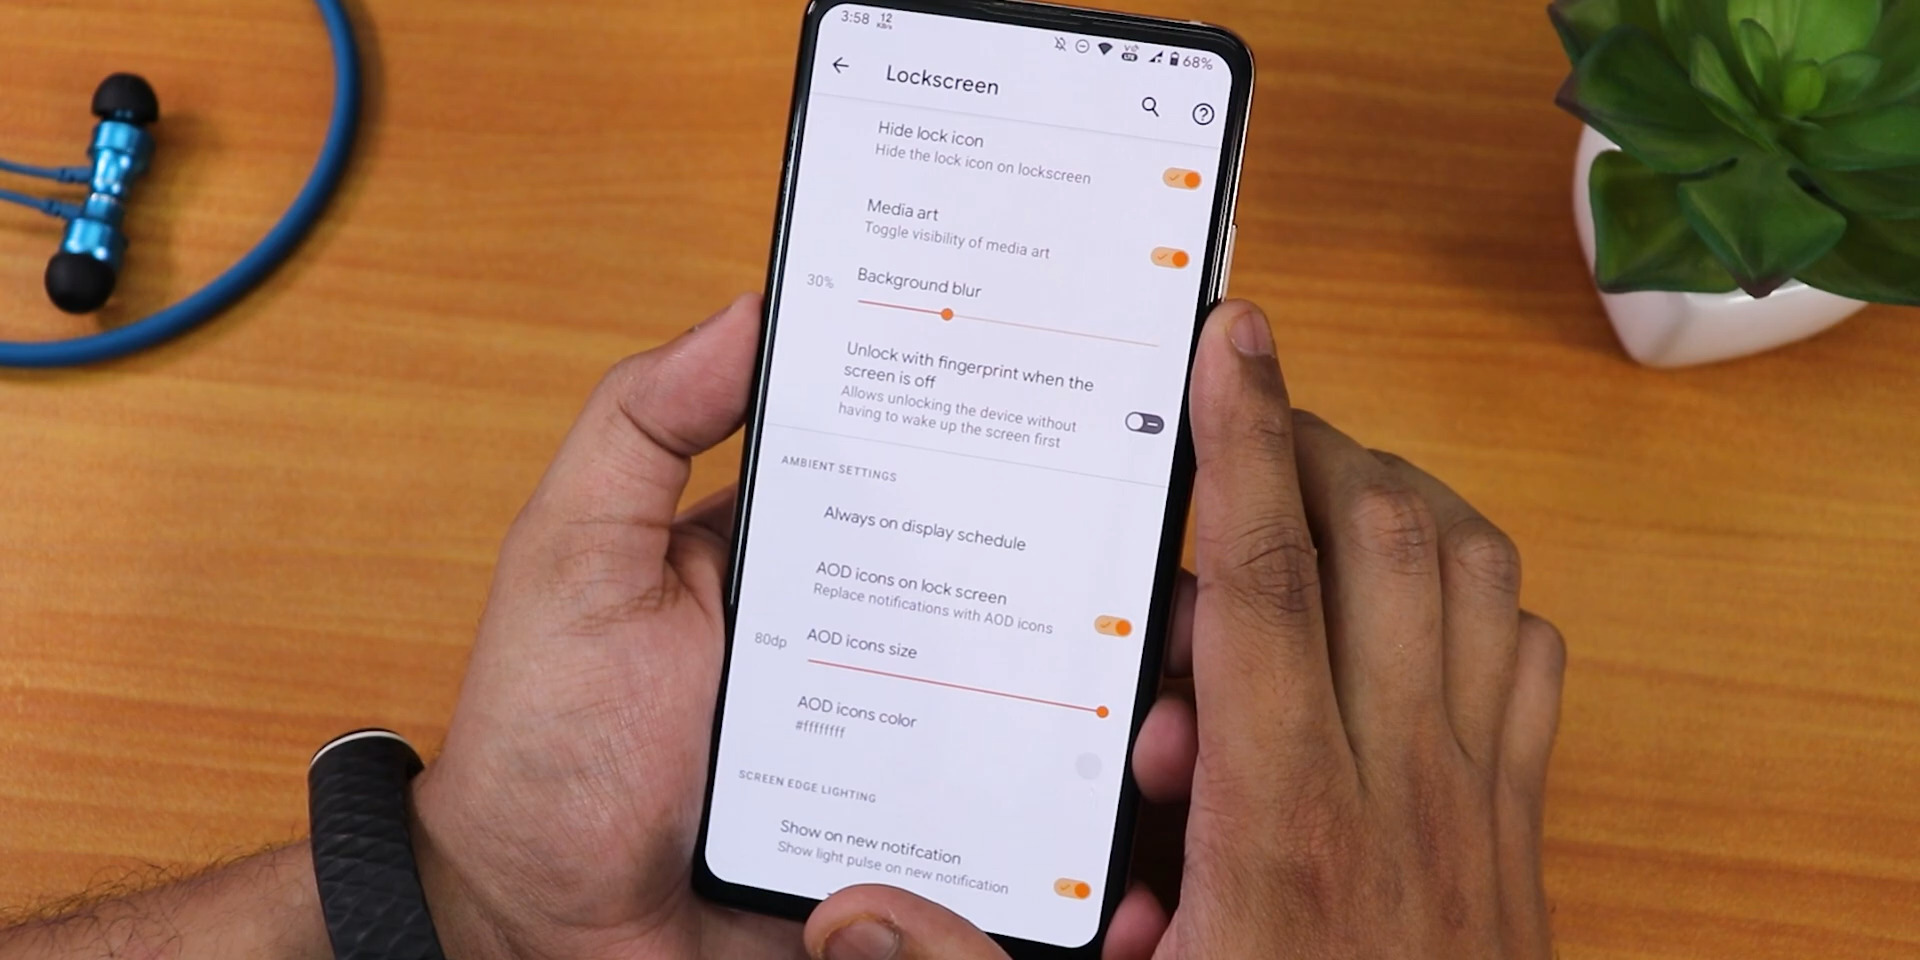 3:58 12 KB/s
Vo LTE 68%
Lockscreen
Hide lock icon
Hide the lock icon on lockscreen
Media art
Toggle visibility of media art
30% Background blur
Unlock with fingerprint when the
screen is off
Allows unlocking the device without
having to wake up the screen first
AMBIENT SETTINGS
Always on display schedule
AOD icons on lock screen
Replace notifications with AOD icons
80dp AOD icons size
AOD icons color
#ffffffff
SCREEN EDGE LIGHTING
Show on new notifcation
Show light pulse on new notification